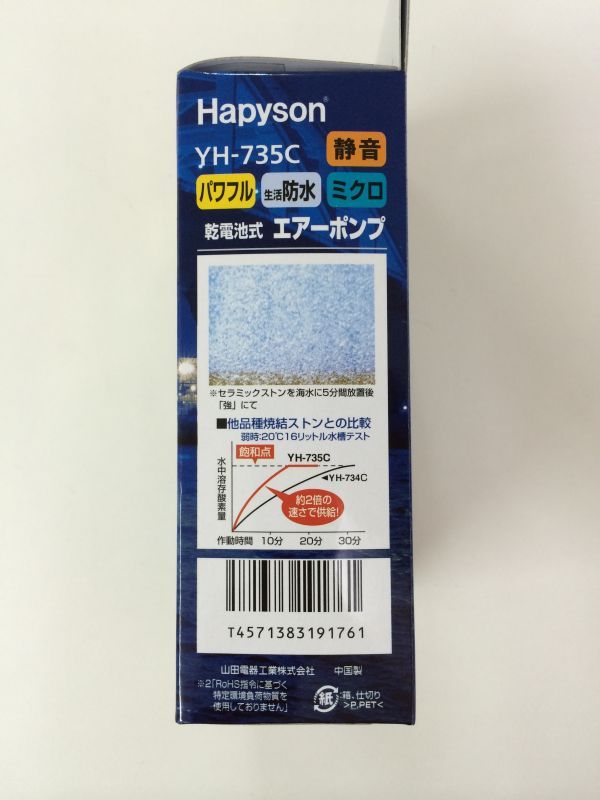 Hapyson®
YH-735C 静音
パワフル 生活防水 ミクロ
乾電池式 エアーポンプ
※セラミックストンを海水に5分間放置後
「強」にて
■他品種焼結ストンとの比較
弱時:20℃16リットル水槽テスト
飽和点
YH-735C
◀YH-734C
水中溶存酸素量
約2倍の
速さで供給!
作動時間 10分 20分 30分
T4571383191761
山田電器工業株式会社 中国製
※2「RoHS指令に基づく
特定環境負荷物質を
使用しておりません」
紙
箱、仕切り
>P,PET<